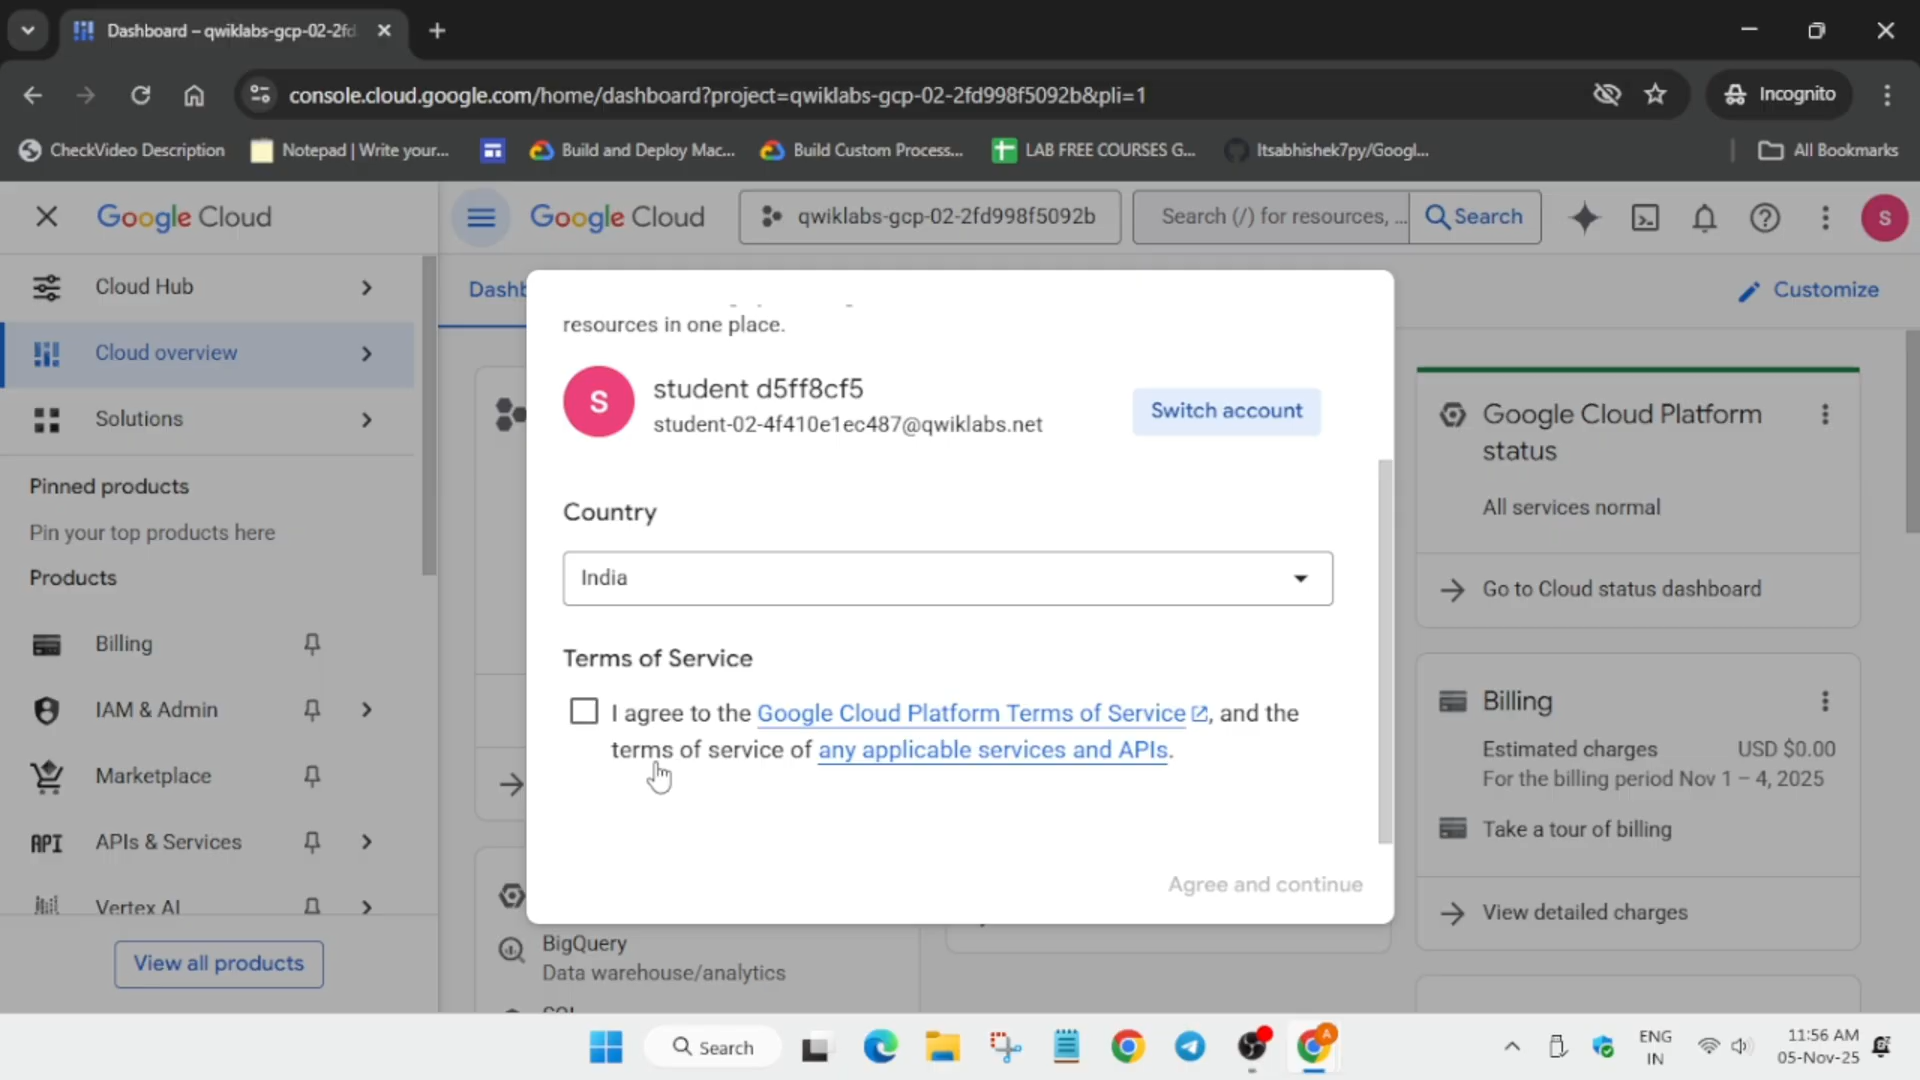 Dashboard – qwiklabs-gcp-02-2fd
console.cloud.google.com/home/dashboard?project=qwiklabs-gcp-02-2fd998f5092b&pli=1
Incognito
CheckVideo Description
Notepad | Write your...
Build and Deploy Mac...
Build Custom Process...
LAB FREE COURSES G...
Itsabhishek7py/Googl...
All Bookmarks
Google Cloud
Google Cloud
qwiklabs-gcp-02-2fd998f5092b
Search (/) for resources, ...
Search
S
Cloud Hub
Cloud overview
Solutions
Pinned products
Pin your top products here
Products
Billing
IAM & Admin
Marketplace
API APIs & Services
Vertex AI
View all products
Dashb
Customize
resources in one place.
S
student d5ff8cf5
student-02-4f410e1ec487@qwiklabs.net
Switch account
Country
India
Terms of Service
I agree to the Google Cloud Platform Terms of Service, and the
terms of service of any applicable services and APIs.
Agree and continue
BigQuery
Data warehouse/analytics
Google Cloud Platform
status
All services normal
Go to Cloud status dashboard
Billing
Estimated charges USD $0.00
For the billing period Nov 1 – 4, 2025
Take a tour of billing
View detailed charges
Search
A
ENG
IN
11:56 AM
05-Nov-25